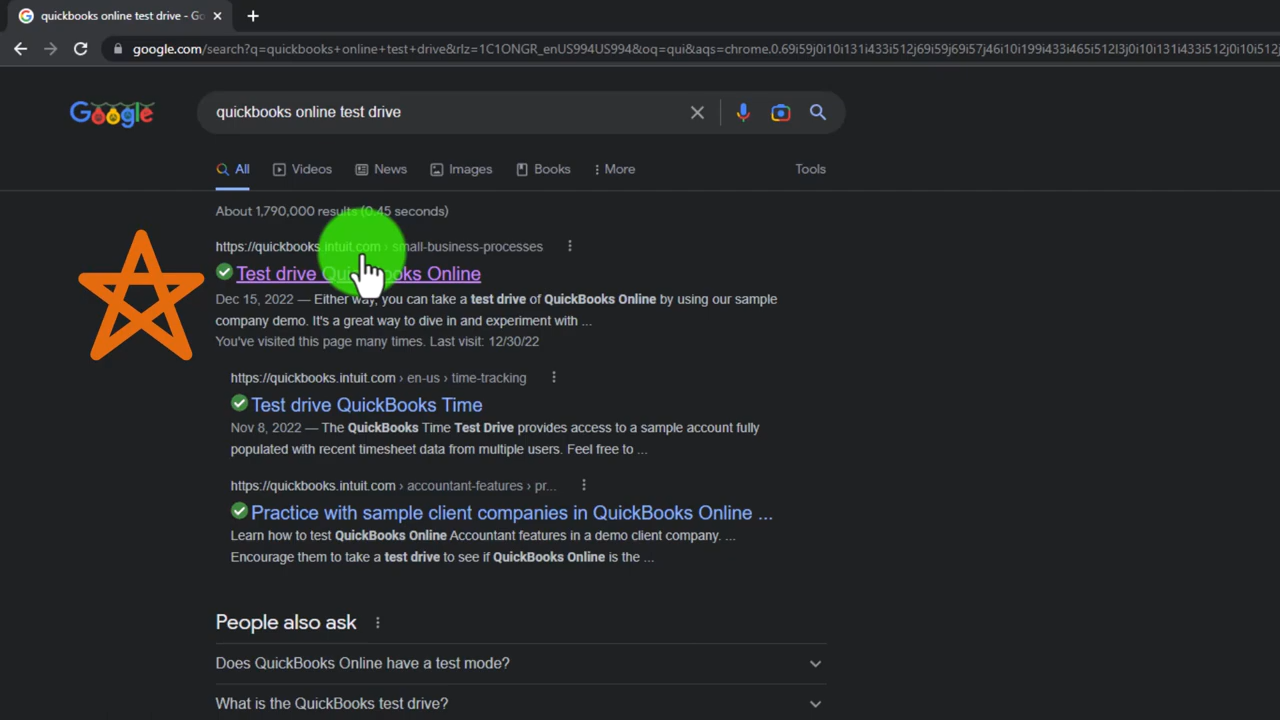 quickbooks online test drive - Go
google.com/search?q=quickbooks+online+test+drive&rlz=1C1ONGR_enUS994US994&oq=qui&aqs=chrome.0.69i59j0i10i131i433i512j69i59j69i57j46i10i199i433i465i512l3j0i10i131i433i512j0i10i512j
Google
quickbooks online test drive
All Videos News Images Books More Tools
About 1,790,000 results (0.45 seconds)
https://quickbooks.intuit.com › small-business-processes
Test drive QuickBooks Online
Dec 15, 2022 — Either way, you can take a test drive of QuickBooks Online by using our sample
company demo. It's a great way to dive in and experiment with ...
You've visited this page many times. Last visit: 12/30/22
https://quickbooks.intuit.com › en-us › time-tracking
Test drive QuickBooks Time
Nov 8, 2022 — The QuickBooks Time Test Drive provides access to a sample account fully
populated with recent timesheet data from multiple users. Feel free to ...
https://quickbooks.intuit.com › accountant-features › pr...
Practice with sample client companies in QuickBooks Online ...
Learn how to test QuickBooks Online Accountant features in a demo client company. ...
Encourage them to take a test drive to see if QuickBooks Online is the ...
People also ask
Does QuickBooks Online have a test mode?
What is the QuickBooks test drive?